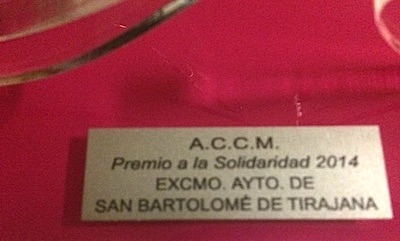 A.C.C.M.
Premio a la Solidaridad 2014
EXCMO. AYTO. DE
SAN BARTOLOMÉ DE TIRAJANA